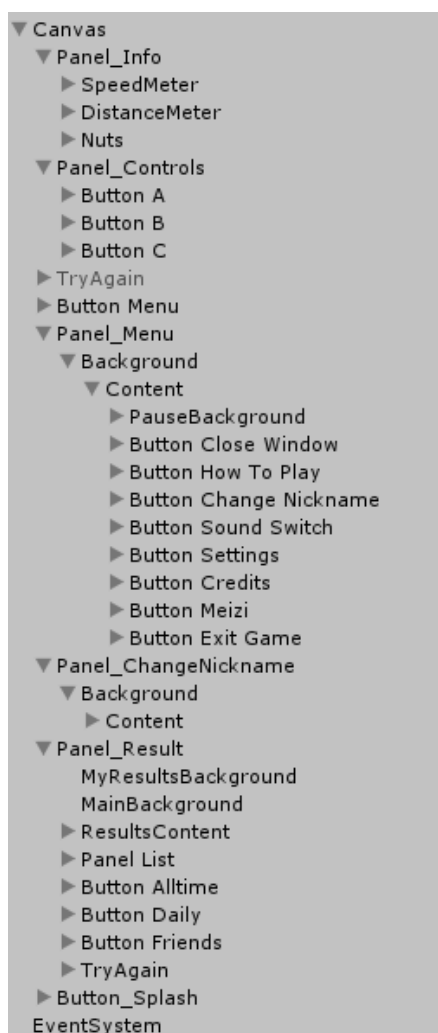 Canvas
Panel_Info
SpeedMeter
DistanceMeter
Nuts
Panel_Controls
Button A
Button B
Button C
TryAgain
Button Menu
Panel_Menu
Background
Content
PauseBackground
Button Close Window
Button How To Play
Button Change Nickname
Button Sound Switch
Button Settings
Button Credits
Button Meizi
Button Exit Game
Panel_ChangeNickname
Background
Content
Panel_Result
MyResultsBackground
MainBackground
ResultsContent
Panel List
Button Alltime
Button Daily
Button Friends
TryAgain
Button_Splash
EventSystem